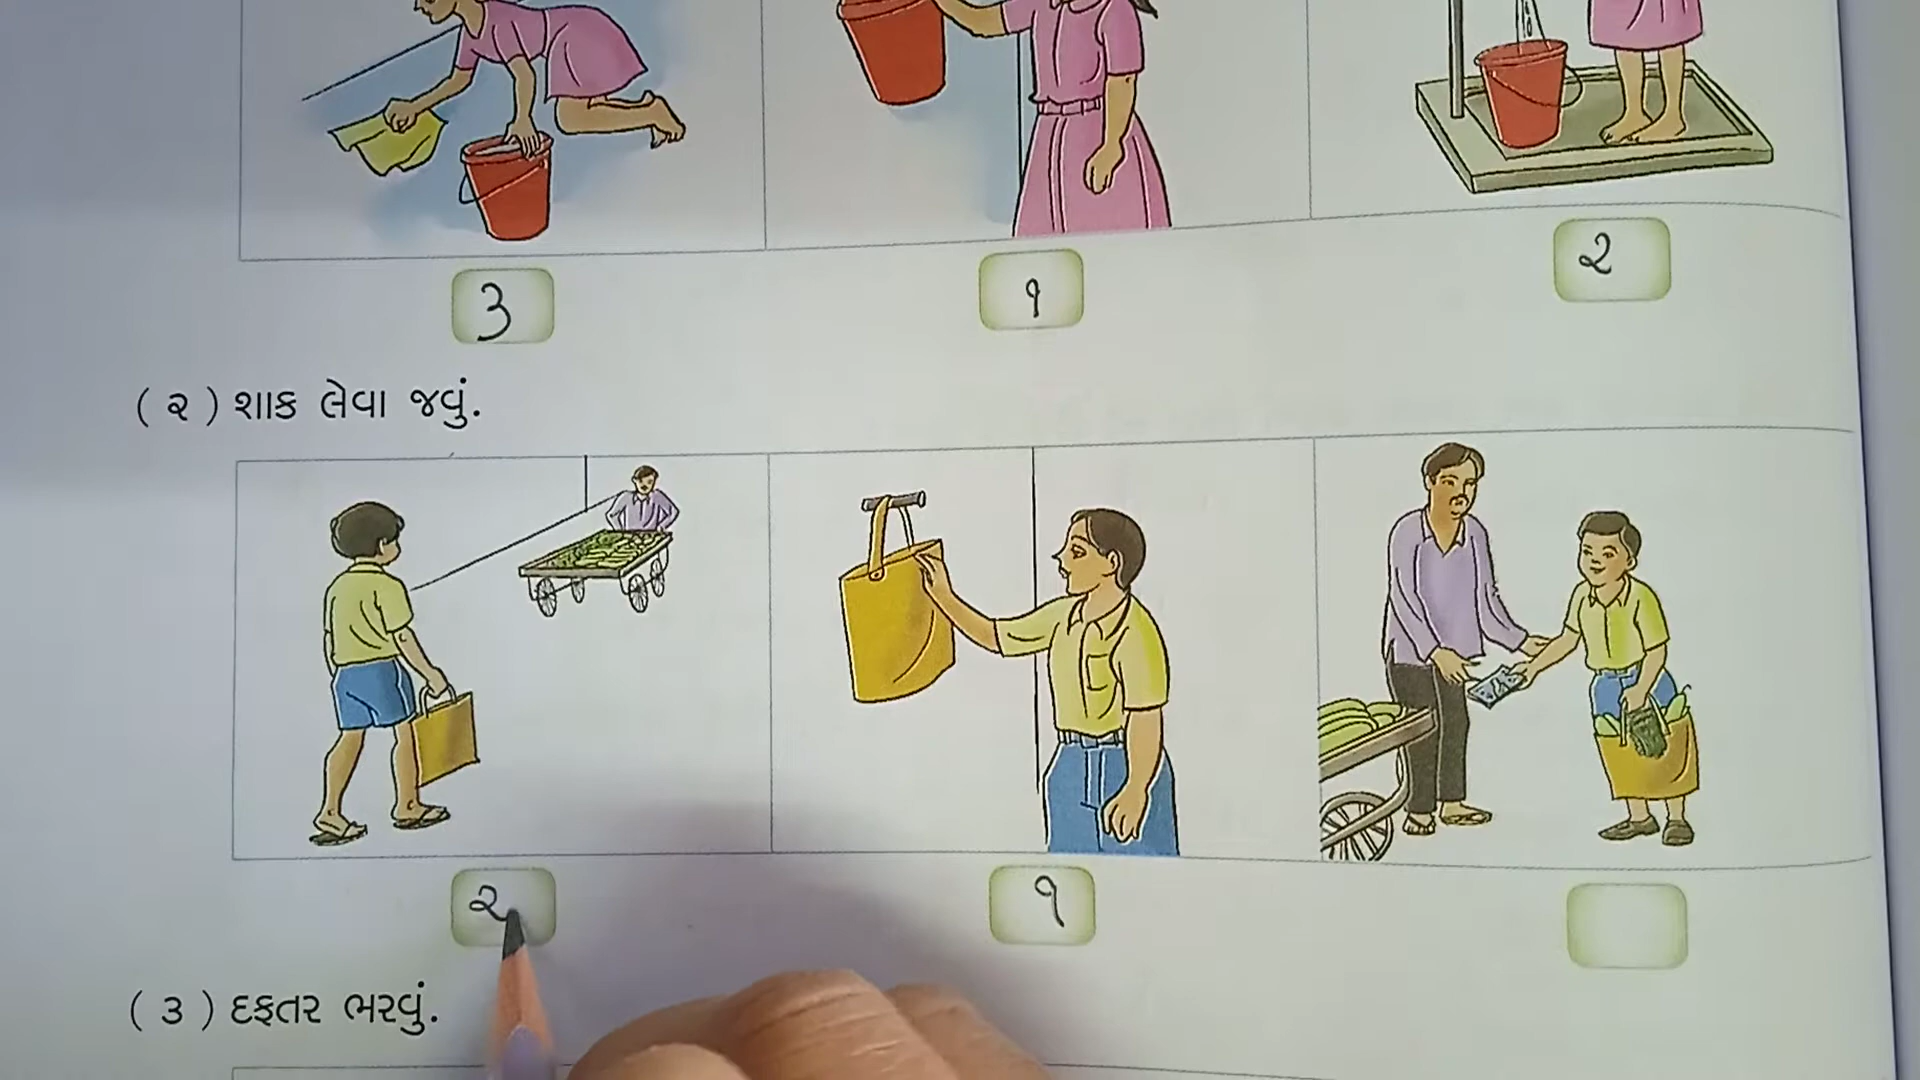 ૩ ૧ ૨
( ૨ ) શાક લેવા જવું.
૨ ૧
( ૩ ) દફતર ભરવું.